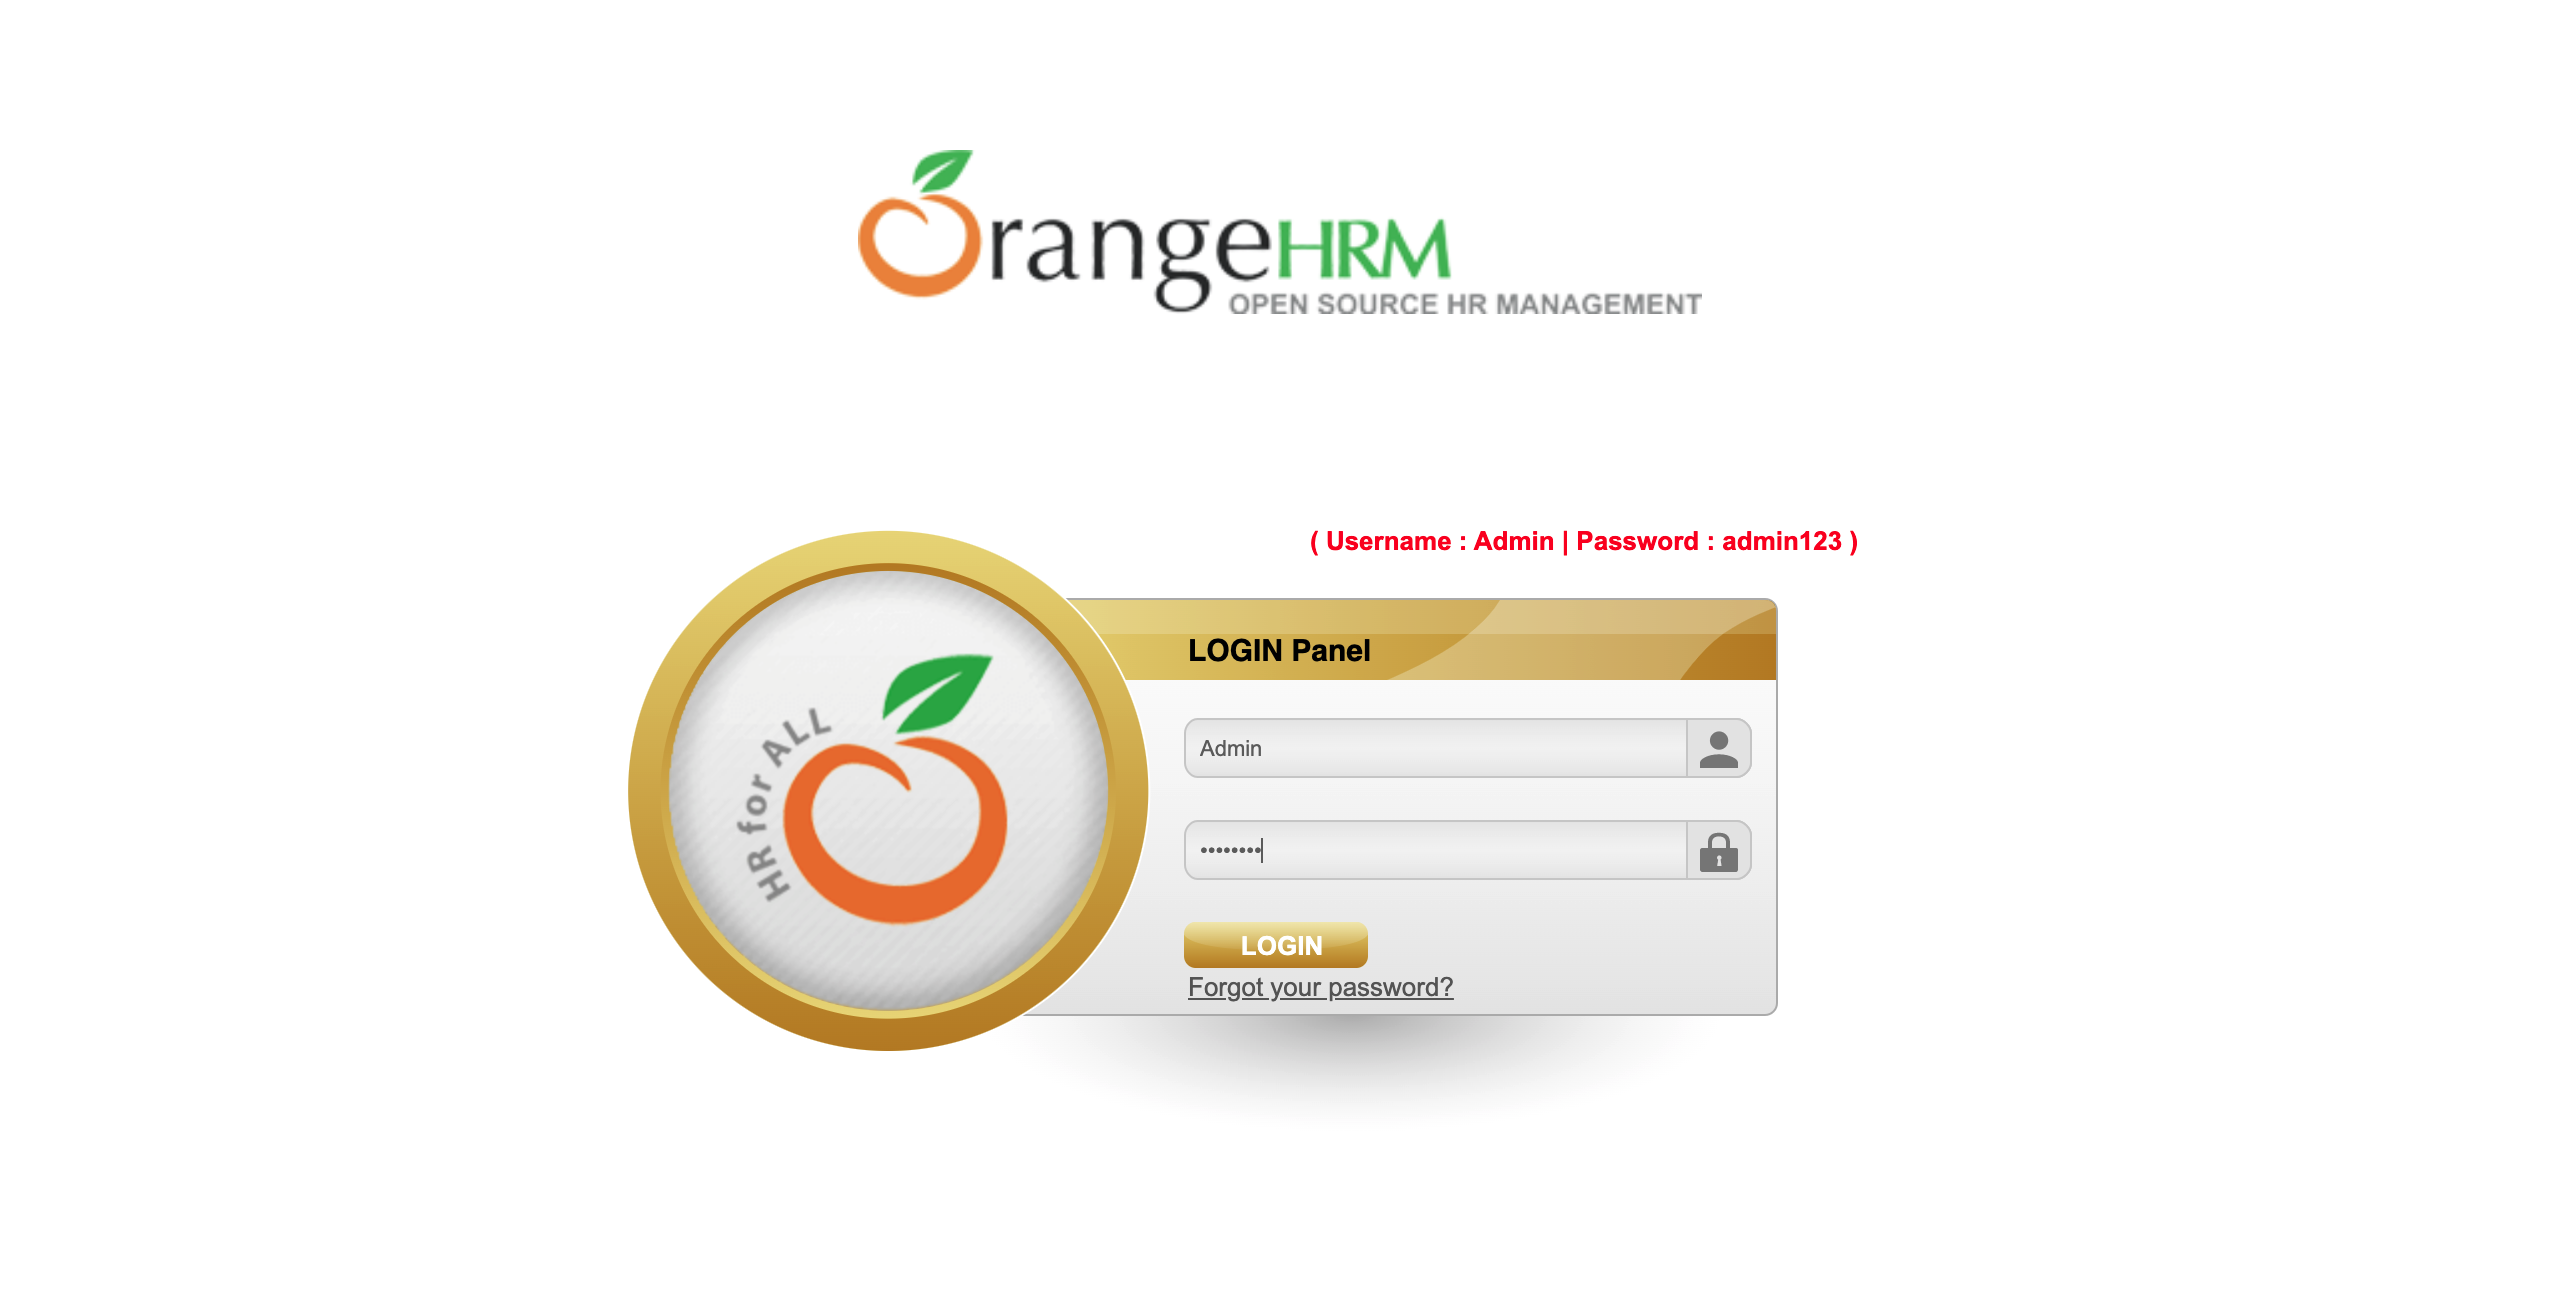 OrangeHRM
OPEN SOURCE HR MANAGEMENT
( Username : Admin | Password : admin123 )
HR for ALL
LOGIN Panel
Admin
••••••••
LOGIN
Forgot your password?